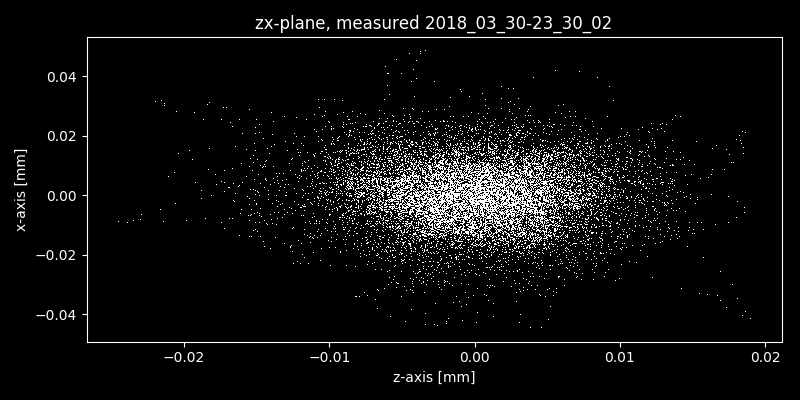 zx-plane, measured 2018_03_30-23_30_02
0.04
0.02
0.00
−0.02
−0.04
x-axis [mm]
−0.02 −0.01 0.00 0.01 0.02
z-axis [mm]